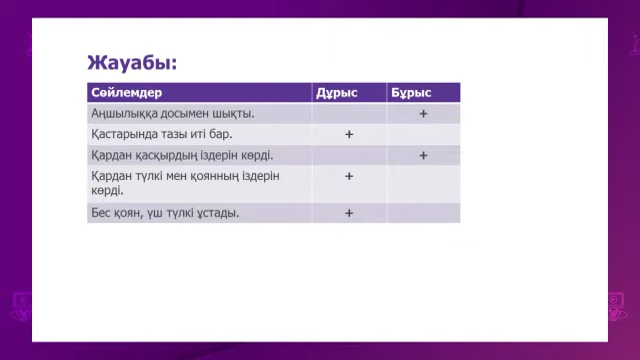 Жауабы:
Сөйлемдер Дұрыс Бұрыс
Аңшылыққа досымен шықты. +
Қастарында тазы иті бар. +
Қардан қасқырдың іздерін көрді. +
Қардан түлкі мен қоянның іздерін +
көрді.
Бес қоян, үш түлкі ұстады. +